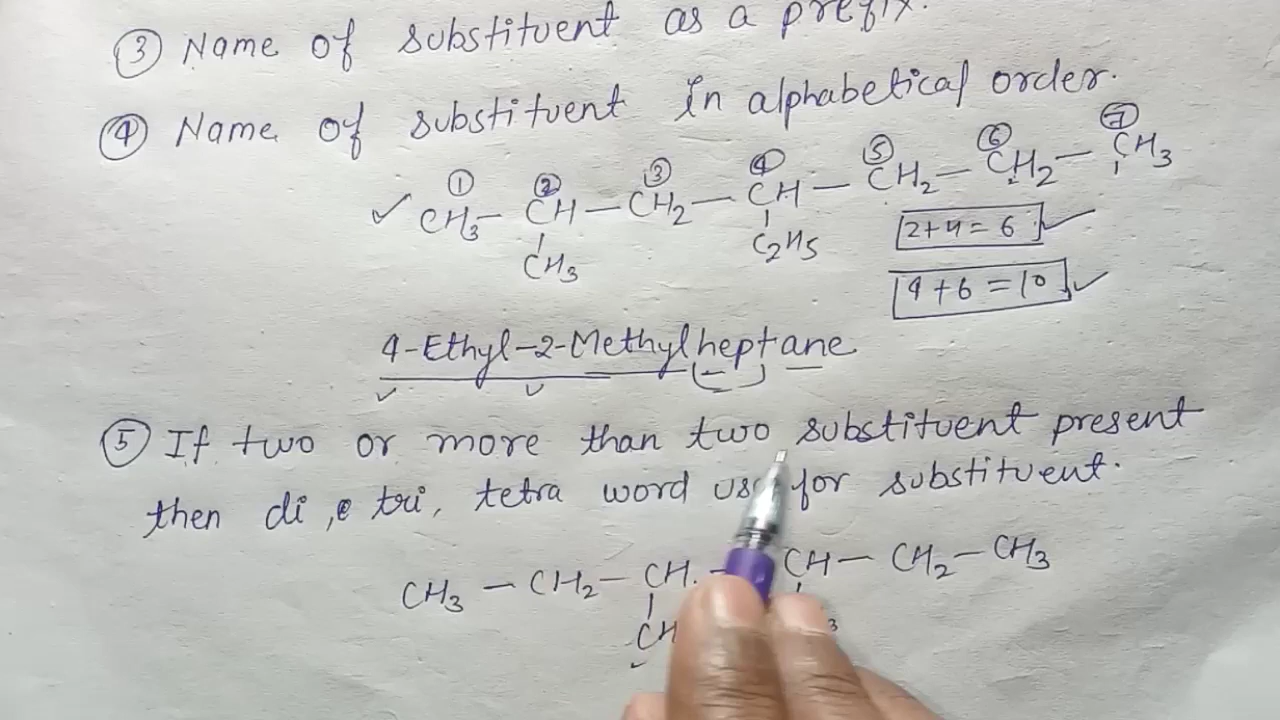 ③ Name of substituent as a prefix.
④ Name of substituent in alphabetical order.
① ② ③ ④ ⑤ ⑥ ⑦
✓ CH3 – CH – CH2 – CH – CH2 – CH2 – CH3
CH3 C2H5
2+4 = 6 ✓
4+6 = 10 ✓
4-Ethyl-2-Methylheptane
⑤ If two or more than two substituent present
then di, tri, tetra word for substituent.
CH3 – CH2 – CH – CH – CH2 – CH3